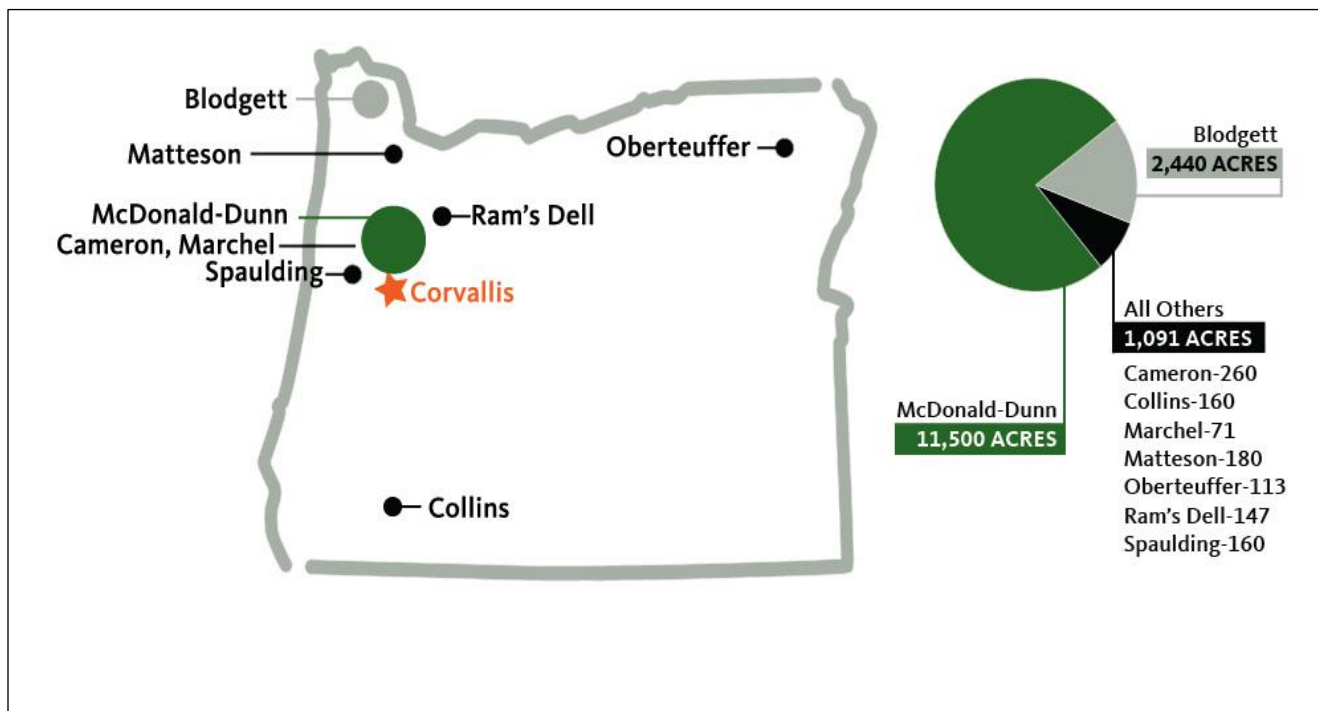 Blodgett
Matteson
Oberteuffer
McDonald-Dunn
Ram's Dell
Cameron, Marchel
Spaulding
Corvallis
Collins
Blodgett
2,440 ACRES
All Others
1,091 ACRES
Cameron-260
Collins-160
Marchel-71
Matteson-180
Oberteuffer-113
Ram's Dell-147
Spaulding-160
McDonald-Dunn
11,500 ACRES